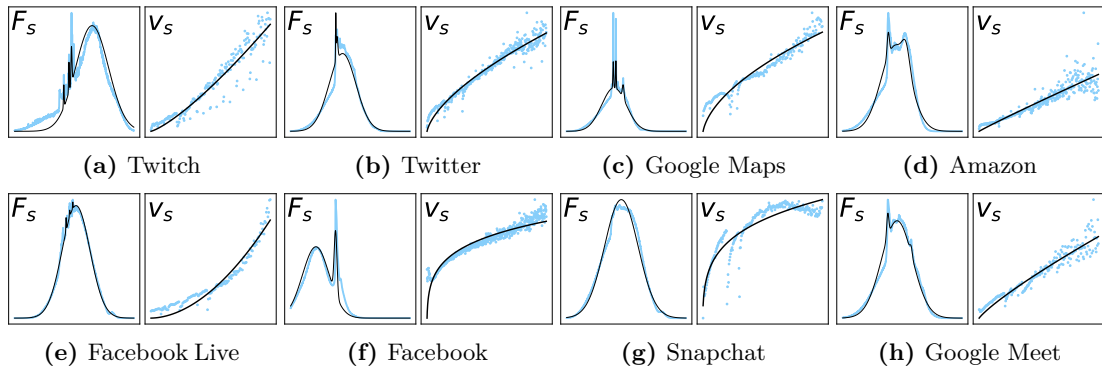 F_s v_s F_s v_s F_s v_s F_s v_s
(a) Twitch (b) Twitter (c) Google Maps (d) Amazon
F_s v_s F_s v_s F_s v_s F_s v_s
(e) Facebook Live (f) Facebook (g) Snapchat (h) Google Meet